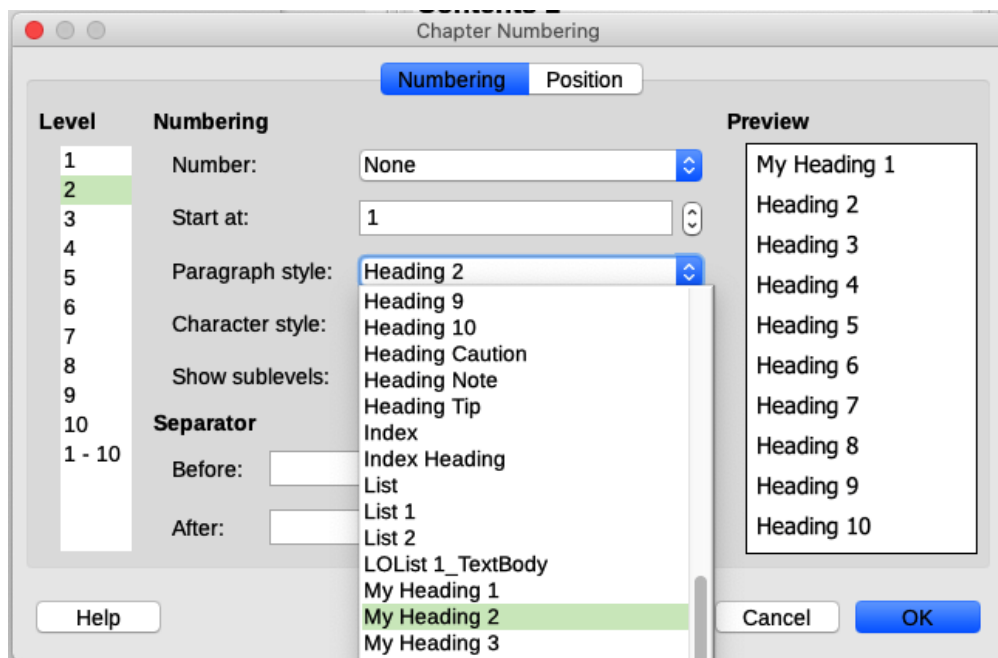 Contents 2
Chapter Numbering
Numbering Position
Level
1
2
3
4
5
6
7
8
9
10
1 - 10
Numbering
Number: None
Start at: 1
Paragraph style: Heading 2
Character style:
Show sublevels:
Separator
Before:
After:
Heading 9
Heading 10
Heading Caution
Heading Note
Heading Tip
Index
Index Heading
List
List 1
List 2
LOList 1_TextBody
My Heading 1
My Heading 2
My Heading 3
Preview
My Heading 1
Heading 2
Heading 3
Heading 4
Heading 5
Heading 6
Heading 7
Heading 8
Heading 9
Heading 10
Help
Cancel
OK